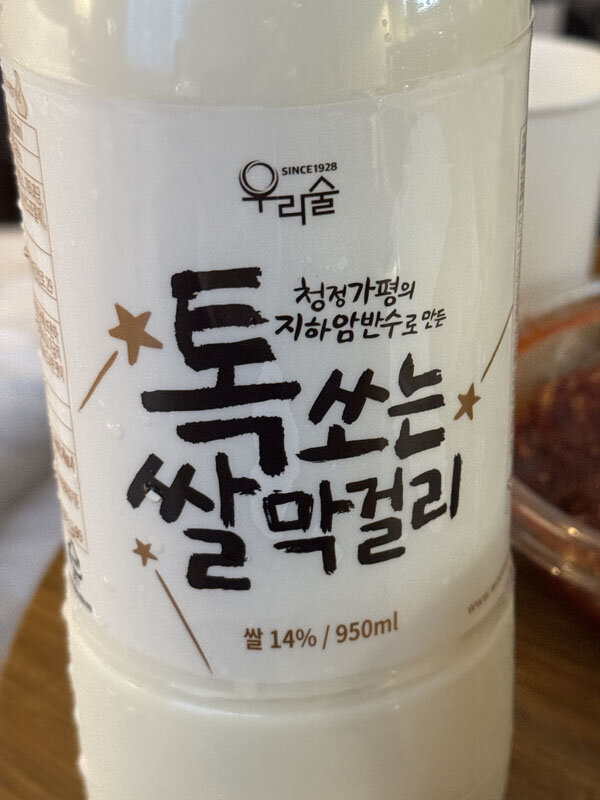 SINCE1928
우리술
청정가평의
지하암반수로 만든
톡 쏘는
쌀막걸리
쌀 14% / 950ml